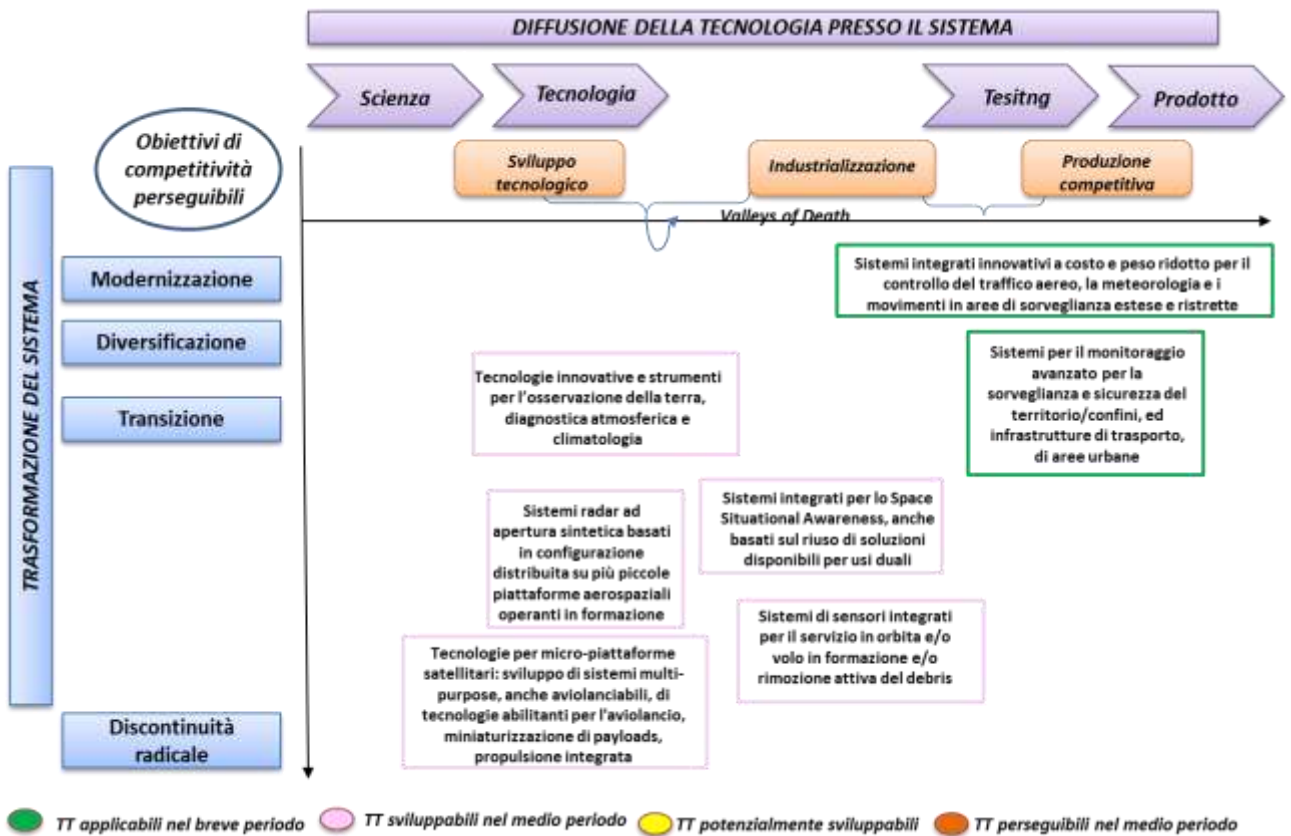 DIFFUSIONE DELLA TECNOLOGIA PRESSO IL SISTEMA
Scienza
Tecnologia
Tesitng
Prodotto
Obiettivi di
competitività
perseguibili
Sviluppo
tecnologico
Industrializzazione
Produzione
competitiva
Valleys of Death
TRASFORMAZIONE DEL SISTEMA
Modernizzazione
Diversificazione
Transizione
Discontinuità
radicale
Sistemi integrati innovativi a costo e peso ridotto per il
controllo del traffico aereo, la meteorologia e i
movimenti in aree di sorveglianza estese e ristrette
Sistemi per il monitoraggio
avanzato per la
sorveglianza e sicurezza del
territorio/confini, ed
infrastrutture di trasporto,
di aree urbane
Tecnologie innovative e strumenti
per l'osservazione della terra,
diagnostica atmosferica e
climatologia
Sistemi radar ad
apertura sintetica basati
in configurazione
distribuita su più piccole
piattaforme aerospaziali
operanti in formazione
Sistemi integrati per lo Space
Situational Awareness, anche
basati sul riuso di soluzioni
disponibili per usi duali
Sistemi di sensori integrati
per il servizio in orbita e/o
volo in formazione e/o
rimozione attiva del debris
Tecnologie per micro-piattaforme
satellitari: sviluppo di sistemi multi-
purpose, anche aviolanciabili, di
tecnologie abilitanti per l'aviolancio,
miniaturizzazione di payloads,
propulsione integrata
TT applicabili nel breve periodo
TT sviluppabili nel medio periodo
TT potenzialmente sviluppabili
TT perseguibili nel medio periodo